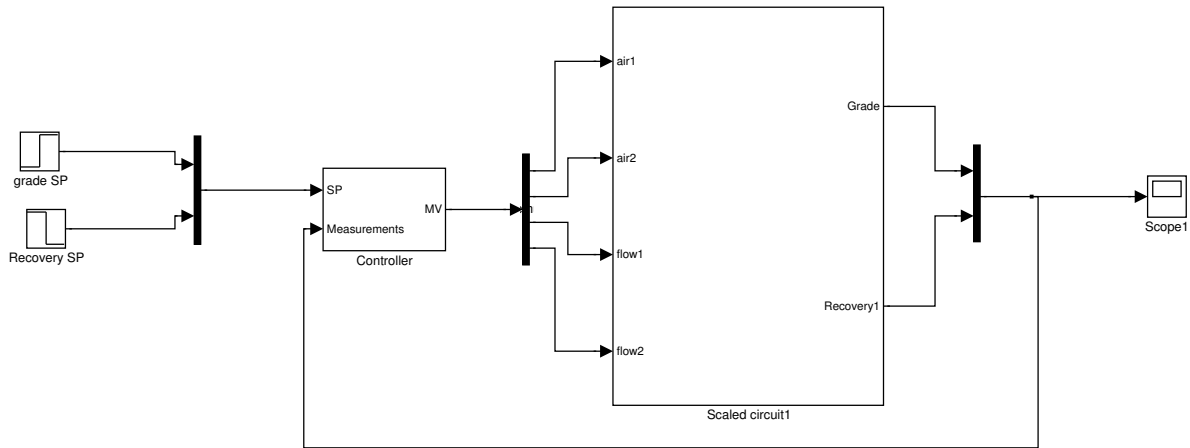 grade SP
Recovery SP
SP
Measurements
MV
Controller
air1
air2
flow1
flow2
Grade
Recovery1
Scaled circuit1
Scope1